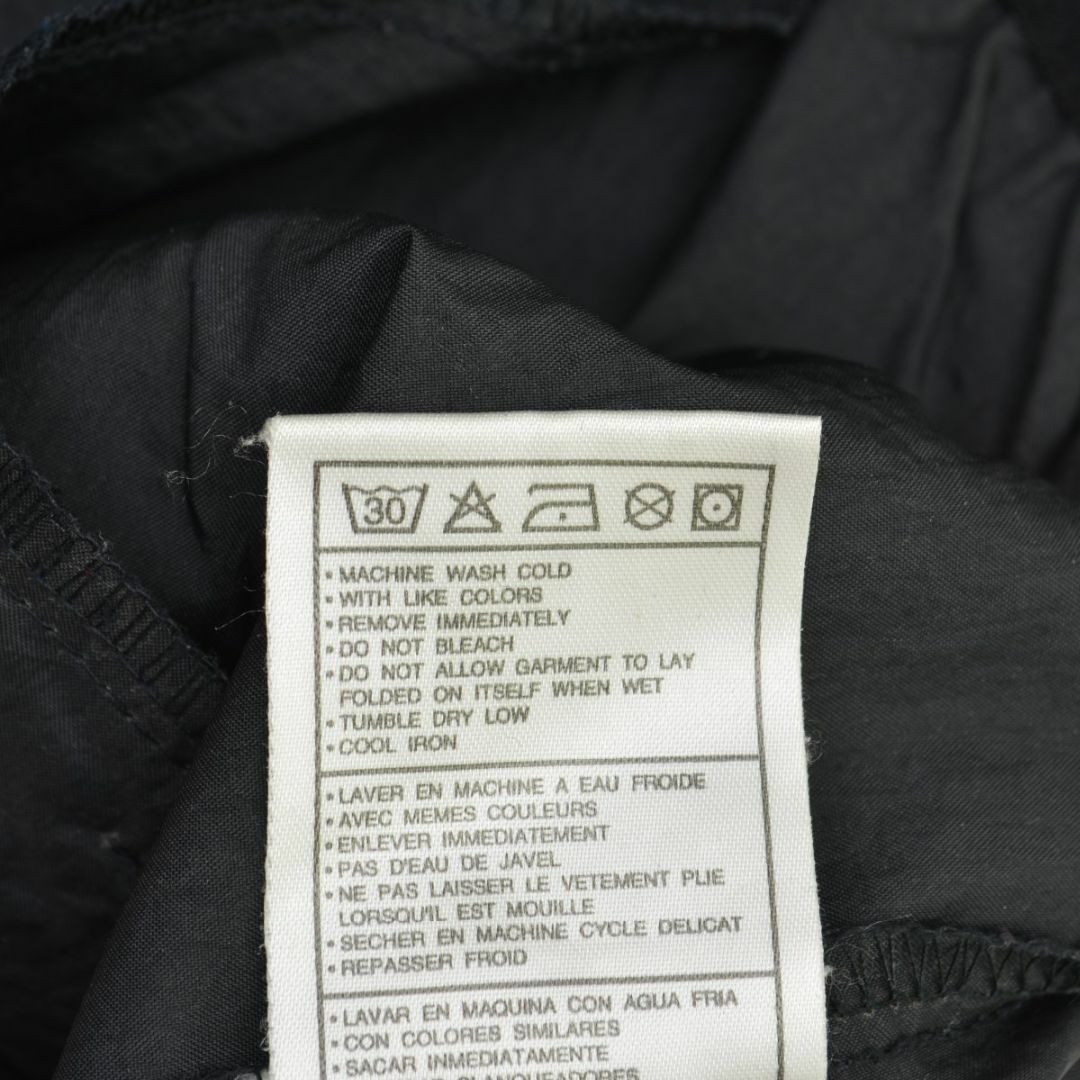 30
• MACHINE WASH COLD
• WITH LIKE COLORS
• REMOVE IMMEDIATELY
• DO NOT BLEACH
• DO NOT ALLOW GARMENT TO LAY
FOLDED ON ITSELF WHEN WET
• TUMBLE DRY LOW
• COOL IRON
• LAVER EN MACHINE A EAU FROIDE
• AVEC MEMES COULEURS
• ENLEVER IMMEDIATEMENT
• PAS D'EAU DE JAVEL
• NE PAS LAISSER LE VETEMENT PLIE
LORSQU'IL EST MOUILLE
• SECHER EN MACHINE CYCLE DELICAT
• REPASSER FROID
• LAVAR EN MAQUINA CON AGUA FRIA
• CON COLORES SIMILARES
• SACAR INMEDIATAMENTE
BLANQUEADORES